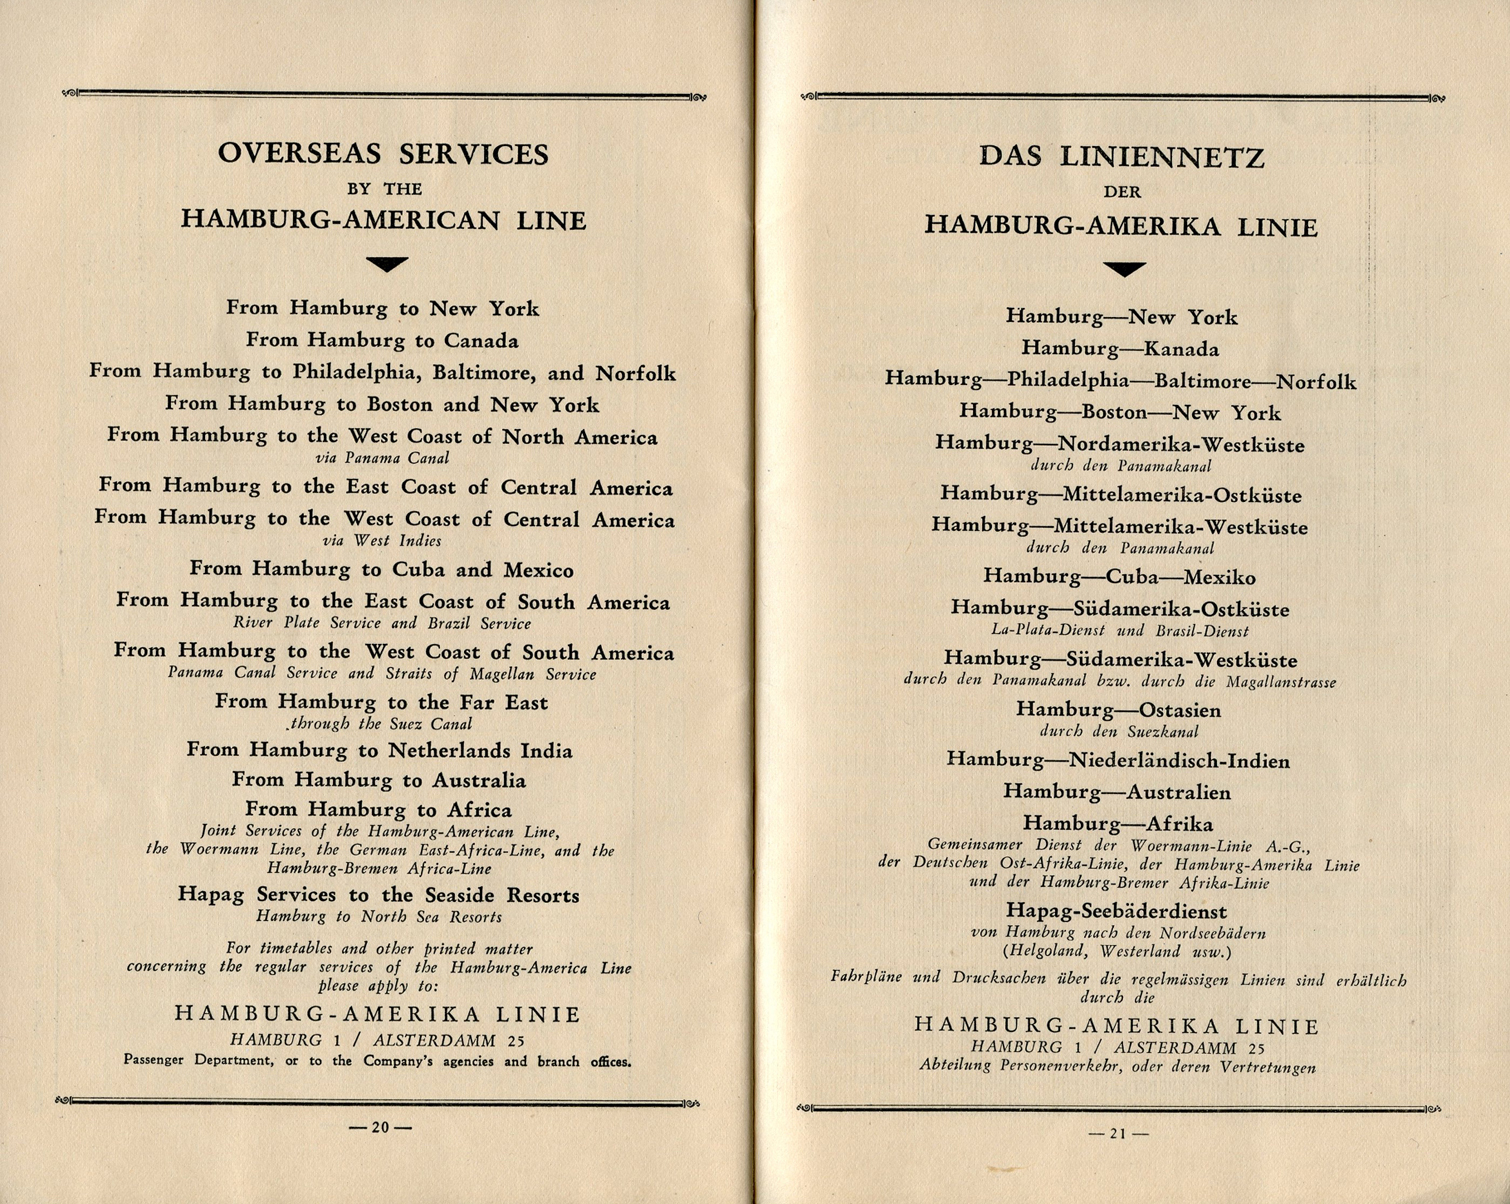 OVERSEAS SERVICES
BY THE
HAMBURG-AMERICAN LINE
From Hamburg to New York
From Hamburg to Canada
From Hamburg to Philadelphia, Baltimore, and Norfolk
From Hamburg to Boston and New York
From Hamburg to the West Coast of North America
via Panama Canal
From Hamburg to the East Coast of Central America
From Hamburg to the West Coast of Central America
via West Indies
From Hamburg to Cuba and Mexico
From Hamburg to the East Coast of South America
River Plate Service and Brazil Service
From Hamburg to the West Coast of South America
Panama Canal Service and Straits of Magellan Service
From Hamburg to the Far East
through the Suez Canal
From Hamburg to Netherlands India
From Hamburg to Australia
From Hamburg to Africa
Joint Services of the Hamburg-American Line,
the Woermann Line, the German East-Africa-Line, and the
Hamburg-Bremen Africa-Line
Hapag Services to the Seaside Resorts
Hamburg to North Sea Resorts
For timetables and other printed matter
concerning the regular services of the Hamburg-America Line
please apply to:
HAMBURG-AMERIKA LINIE
HAMBURG 1 / ALSTERDAMM 25
Passenger Department, or to the Company's agencies and branch offices.
— 20 —
DAS LINIENNETZ
DER
HAMBURG-AMERIKA LINIE
Hamburg—New York
Hamburg—Kanada
Hamburg—Philadelphia—Baltimore—Norfolk
Hamburg—Boston—New York
Hamburg—Nordamerika-Westküste
durch den Panamakanal
Hamburg—Mittelamerika-Ostküste
Hamburg—Mittelamerika-Westküste
durch den Panamakanal
Hamburg—Cuba—Mexiko
Hamburg—Südamerika-Ostküste
La-Plata-Dienst und Brasil-Dienst
Hamburg—Südamerika-Westküste
durch den Panamakanal bzw. durch die Magallanstrasse
Hamburg—Ostasien
durch den Suezkanal
Hamburg—Niederländisch-Indien
Hamburg—Australien
Hamburg—Afrika
Gemeinsamer Dienst der Woermann-Linie A.-G.,
der Deutschen Ost-Afrika-Linie, der Hamburg-Amerika Linie
und der Hamburg-Bremer Afrika-Linie
Hapag-Seebäderdienst
von Hamburg nach den Nordseebädern
(Helgoland, Westerland usw.)
Fahrpläne und Drucksachen über die regelmässigen Linien sind erhältlich
durch die
HAMBURG-AMERIKA LINIE
HAMBURG 1 / ALSTERDAMM 25
Abteilung Personenverkehr, oder deren Vertretungen
— 21 —